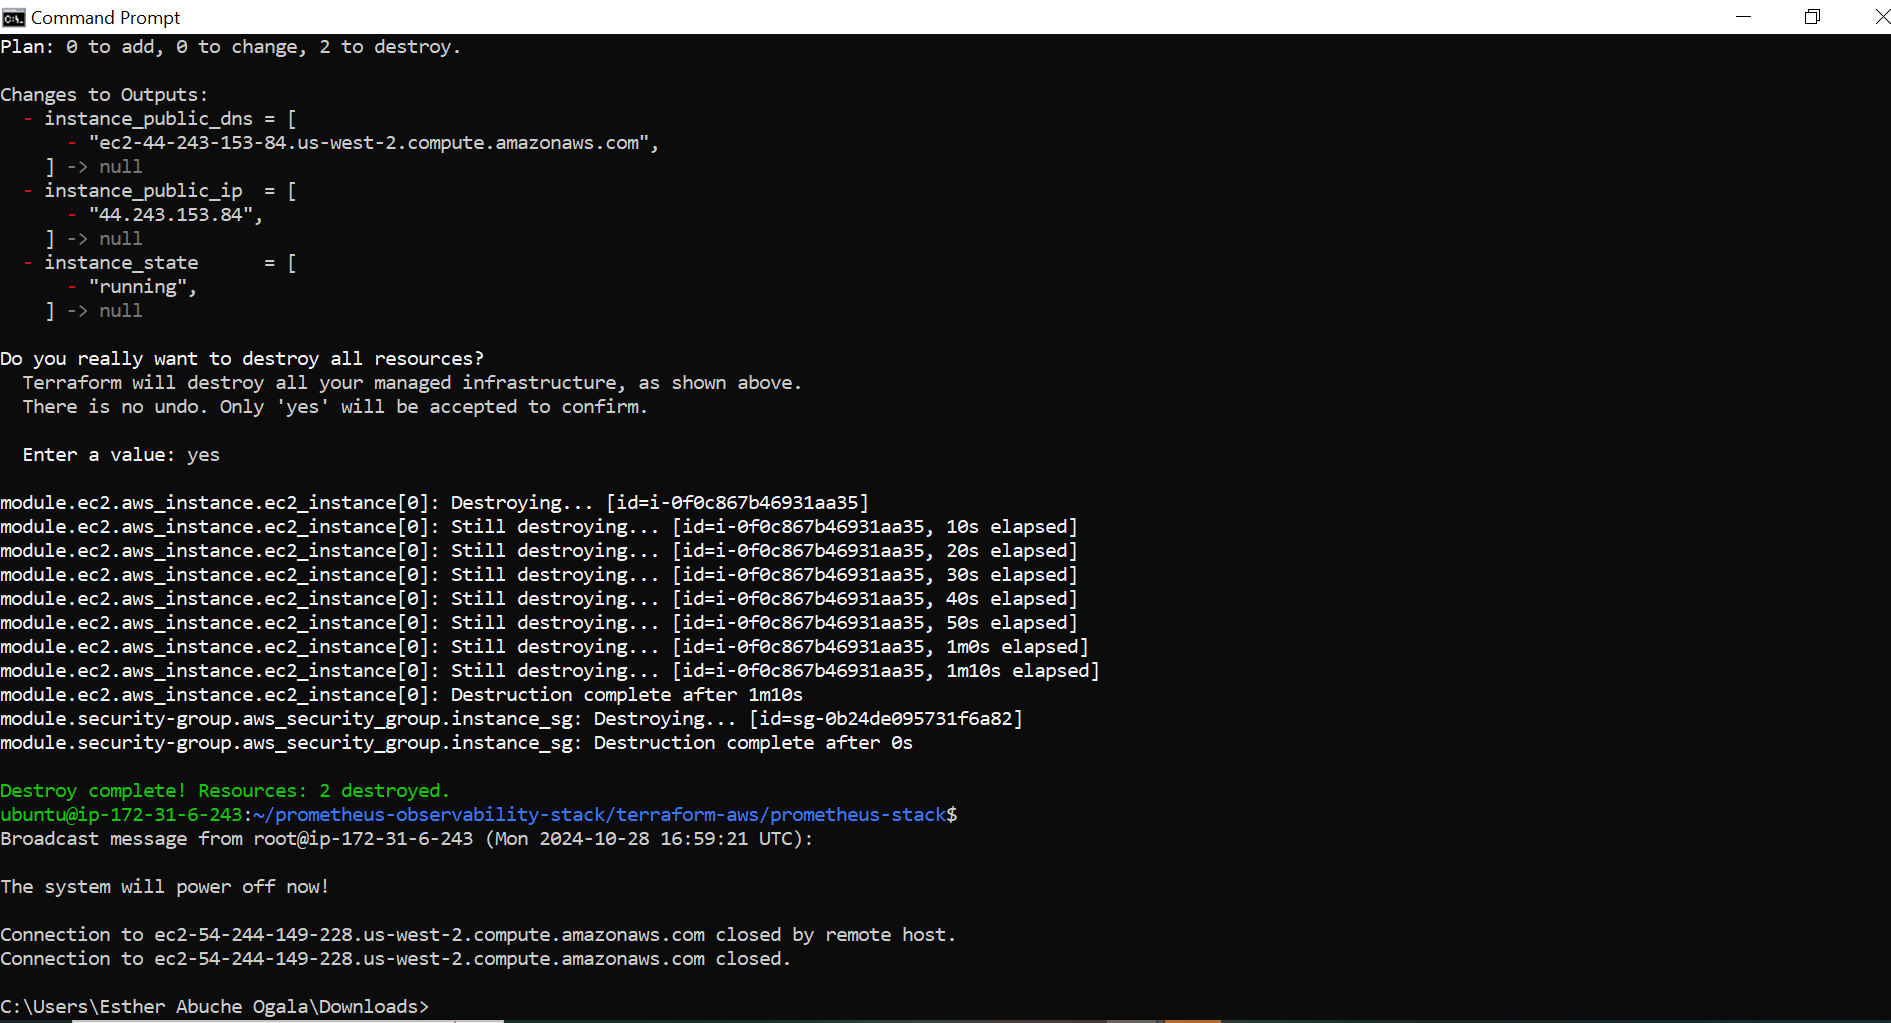 Command Prompt
Plan: 0 to add, 0 to change, 2 to destroy.
Changes to Outputs:
- instance_public_dns = [
- "ec2-44-243-153-84.us-west-2.compute.amazonaws.com",
] -> null
- instance_public_ip  = [
- "44.243.153.84",
] -> null
- instance_state      = [
- "running",
] -> null
Do you really want to destroy all resources?
Terraform will destroy all your managed infrastructure, as shown above.
There is no undo. Only 'yes' will be accepted to confirm.
Enter a value: yes
module.ec2.aws_instance.ec2_instance[0]: Destroying... [id=i-0f0c867b46931aa35]
module.ec2.aws_instance.ec2_instance[0]: Still destroying... [id=i-0f0c867b46931aa35, 10s elapsed]
module.ec2.aws_instance.ec2_instance[0]: Still destroying... [id=i-0f0c867b46931aa35, 20s elapsed]
module.ec2.aws_instance.ec2_instance[0]: Still destroying... [id=i-0f0c867b46931aa35, 30s elapsed]
module.ec2.aws_instance.ec2_instance[0]: Still destroying... [id=i-0f0c867b46931aa35, 40s elapsed]
module.ec2.aws_instance.ec2_instance[0]: Still destroying... [id=i-0f0c867b46931aa35, 50s elapsed]
module.ec2.aws_instance.ec2_instance[0]: Still destroying... [id=i-0f0c867b46931aa35, 1m0s elapsed]
module.ec2.aws_instance.ec2_instance[0]: Still destroying... [id=i-0f0c867b46931aa35, 1m10s elapsed]
module.ec2.aws_instance.ec2_instance[0]: Destruction complete after 1m10s
module.security-group.aws_security_group.instance_sg: Destroying... [id=sg-0b24de095731f6a82]
module.security-group.aws_security_group.instance_sg: Destruction complete after 0s
Destroy complete! Resources: 2 destroyed.
ubuntu@ip-172-31-6-243:~/prometheus-observability-stack/terraform-aws/prometheus-stack$
Broadcast message from root@ip-172-31-6-243 (Mon 2024-10-28 16:59:21 UTC):
The system will power off now!
Connection to ec2-54-244-149-228.us-west-2.compute.amazonaws.com closed by remote host.
Connection to ec2-54-244-149-228.us-west-2.compute.amazonaws.com closed.
C:\Users\Esther Abuche Ogala\Downloads>